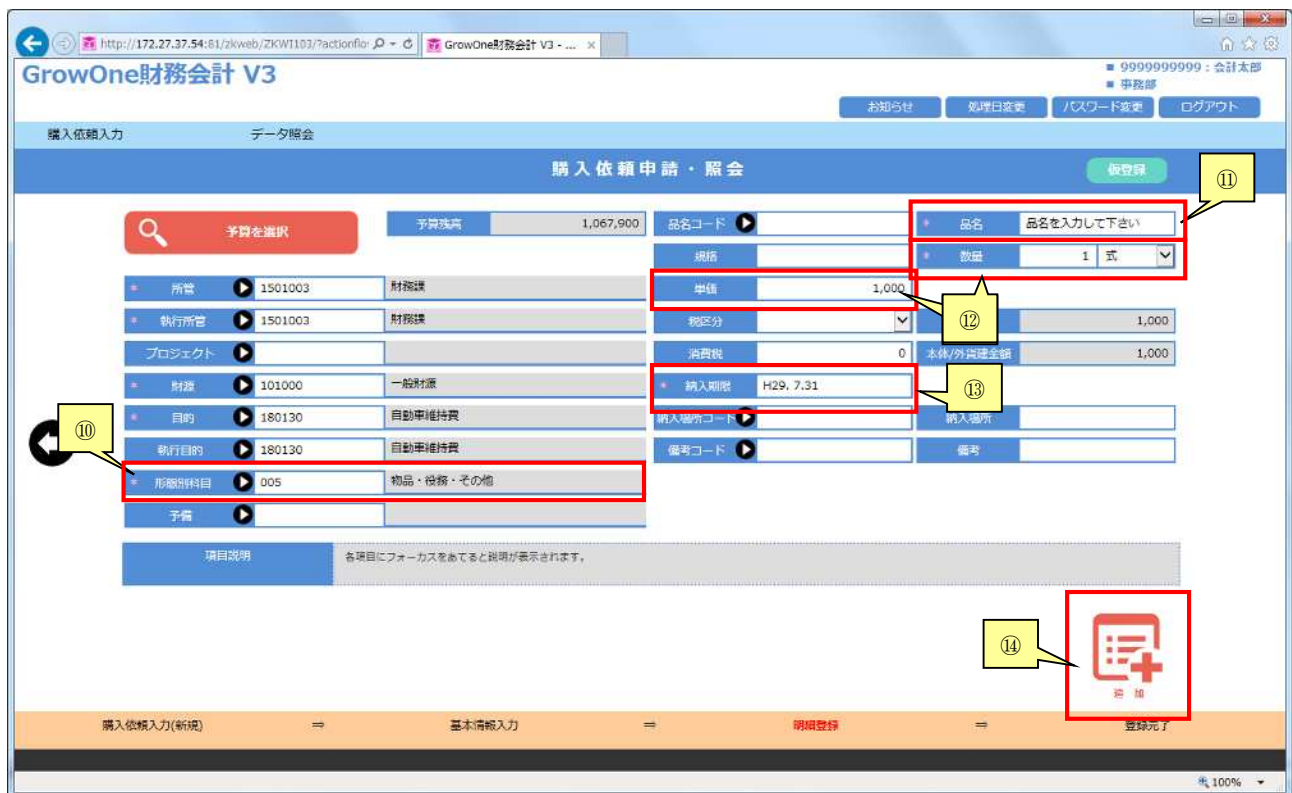 http://172.27.37.54:81/zkweb/ZKWI103/?actionflo
GrowOne財務会計 V3 - ...
GrowOne財務会計 V3
■ 9999999999：会計太郎
■ 事務部
お知らせ 処理日変更 パスワード変更 ログアウト
購入依頼入力 データ照会
購入依頼申請・照会 仮登録
⑪
予算を選択 予算残高 1,067,900 品名コード * 品名 品名を入力して下さい
規格 * 数量 1 式
* 所管 1501003 財務課 単価 1,000
⑫
* 執行所管 1501003 財務課 税区分 1,000
プロジェクト 消費税 0 本体/外貨建金額 1,000
* 財源 101000 一般財源 * 納入期限 H29. 7.31
⑬
* 目的 180130 自動車維持費 納入場所コード 納入場所
⑩
執行目的 180130 自動車維持費 備考コード 備考
* 形態別科目 005 物品・役務・その他
予備
項目説明 各項目にフォーカスをあてると説明が表示されます。
⑭
追 加
購入依頼入力(新規) ⇒ 基本情報入力 ⇒ 明細登録 ⇒ 登録完了
100%